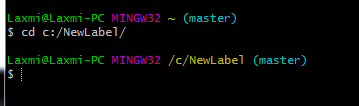 Laxmi@Laxmi-PC MINGW32 ~ (master)
$ cd c:/NewLabel/
Laxmi@Laxmi-PC MINGW32 /c/NewLabel (master)
$